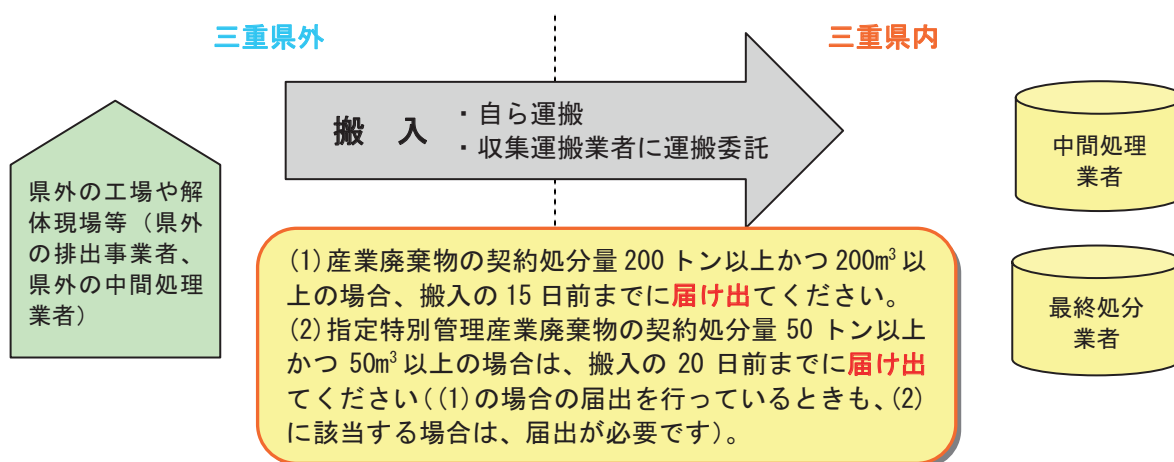 三重県外
三重県内
搬 入
・自ら運搬
・収集運搬業者に運搬委託
県外の工場や解
体現場等（県外
の排出事業者、
県外の中間処理
業者）
(1)産業廃棄物の契約処分量 200 トン以上かつ 200m³以
上の場合、搬入の 15 日前までに届け出てください。
(2)指定特別管理産業廃棄物の契約処分量 50 トン以上
かつ 50m³以上の場合は、搬入の 20 日前までに届け出
てください((1)の場合の届出を行っているときも、(2)
に該当する場合は、届出が必要です)。
中間処理
業者
最終処分
業者